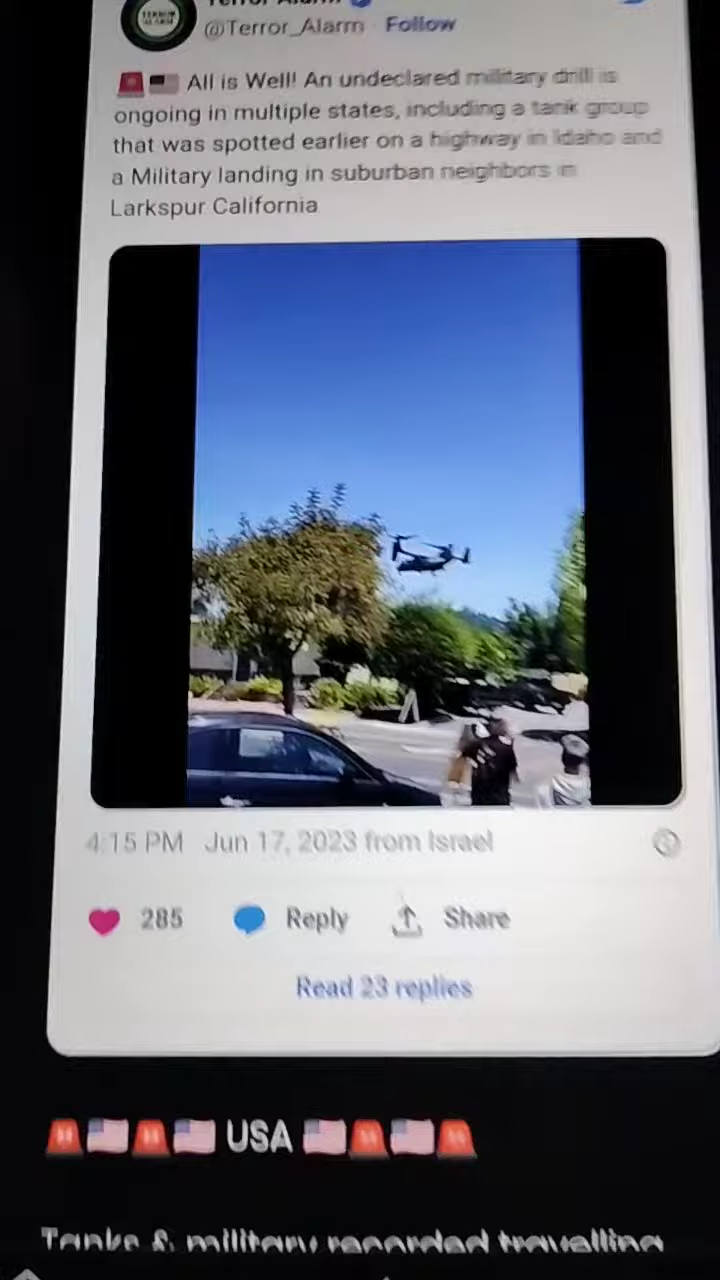 TERROR ALARM
@Terror_Alarm · Follow
All is Well! An undeclared military drill is
ongoing in multiple states, including a tank group
that was spotted earlier on a highway in Idaho and
a Military landing in suburban neighbors in
Larkspur California
4:15 PM Jun 17, 2023 from Israel
285 Reply Share
Read 23 replies
USA
Tanks & military recorded travelling